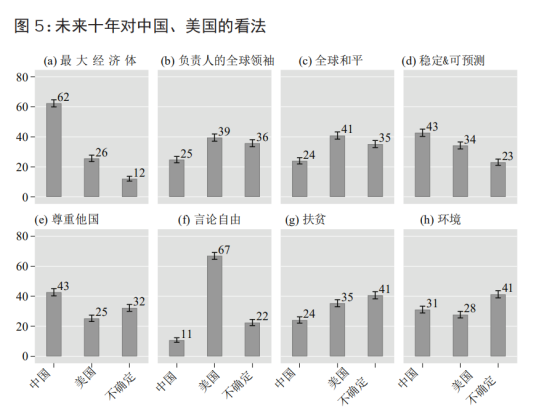 图 5:未来十年对中国、美国的看法
(a) 最 大 经 济 体
(b) 负责人的全球领袖
(c) 全球和平
(d) 稳定&可预测
80
60
40
20
0
62
26
12
25
39
36
24
41
35
43
34
23
(e) 尊重他国
(f) 言论自由
(g) 扶贫
(h) 环境
80
60
40
20
0
43
25
32
11
67
22
24
35
41
31
28
41
中国
美国
不确定
中国
美国
不确定
中国
美国
不确定
中国
美国
不确定